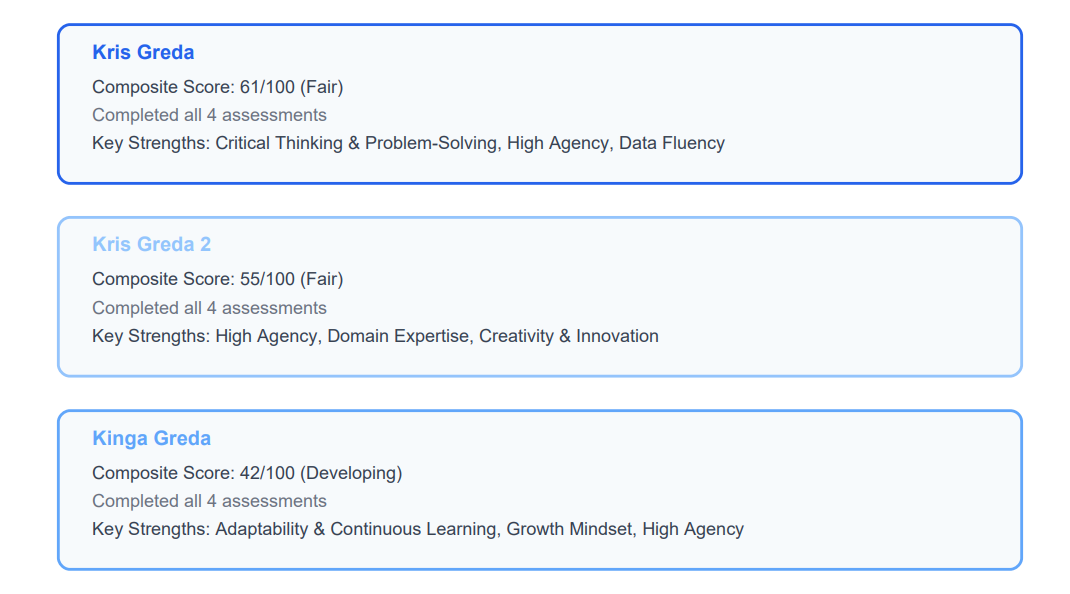 Kris Greda
Composite Score: 61/100 (Fair)
Completed all 4 assessments
Key Strengths: Critical Thinking & Problem-Solving, High Agency, Data Fluency
Kris Greda 2
Composite Score: 55/100 (Fair)
Completed all 4 assessments
Key Strengths: High Agency, Domain Expertise, Creativity & Innovation
Kinga Greda
Composite Score: 42/100 (Developing)
Completed all 4 assessments
Key Strengths: Adaptability & Continuous Learning, Growth Mindset, High Agency